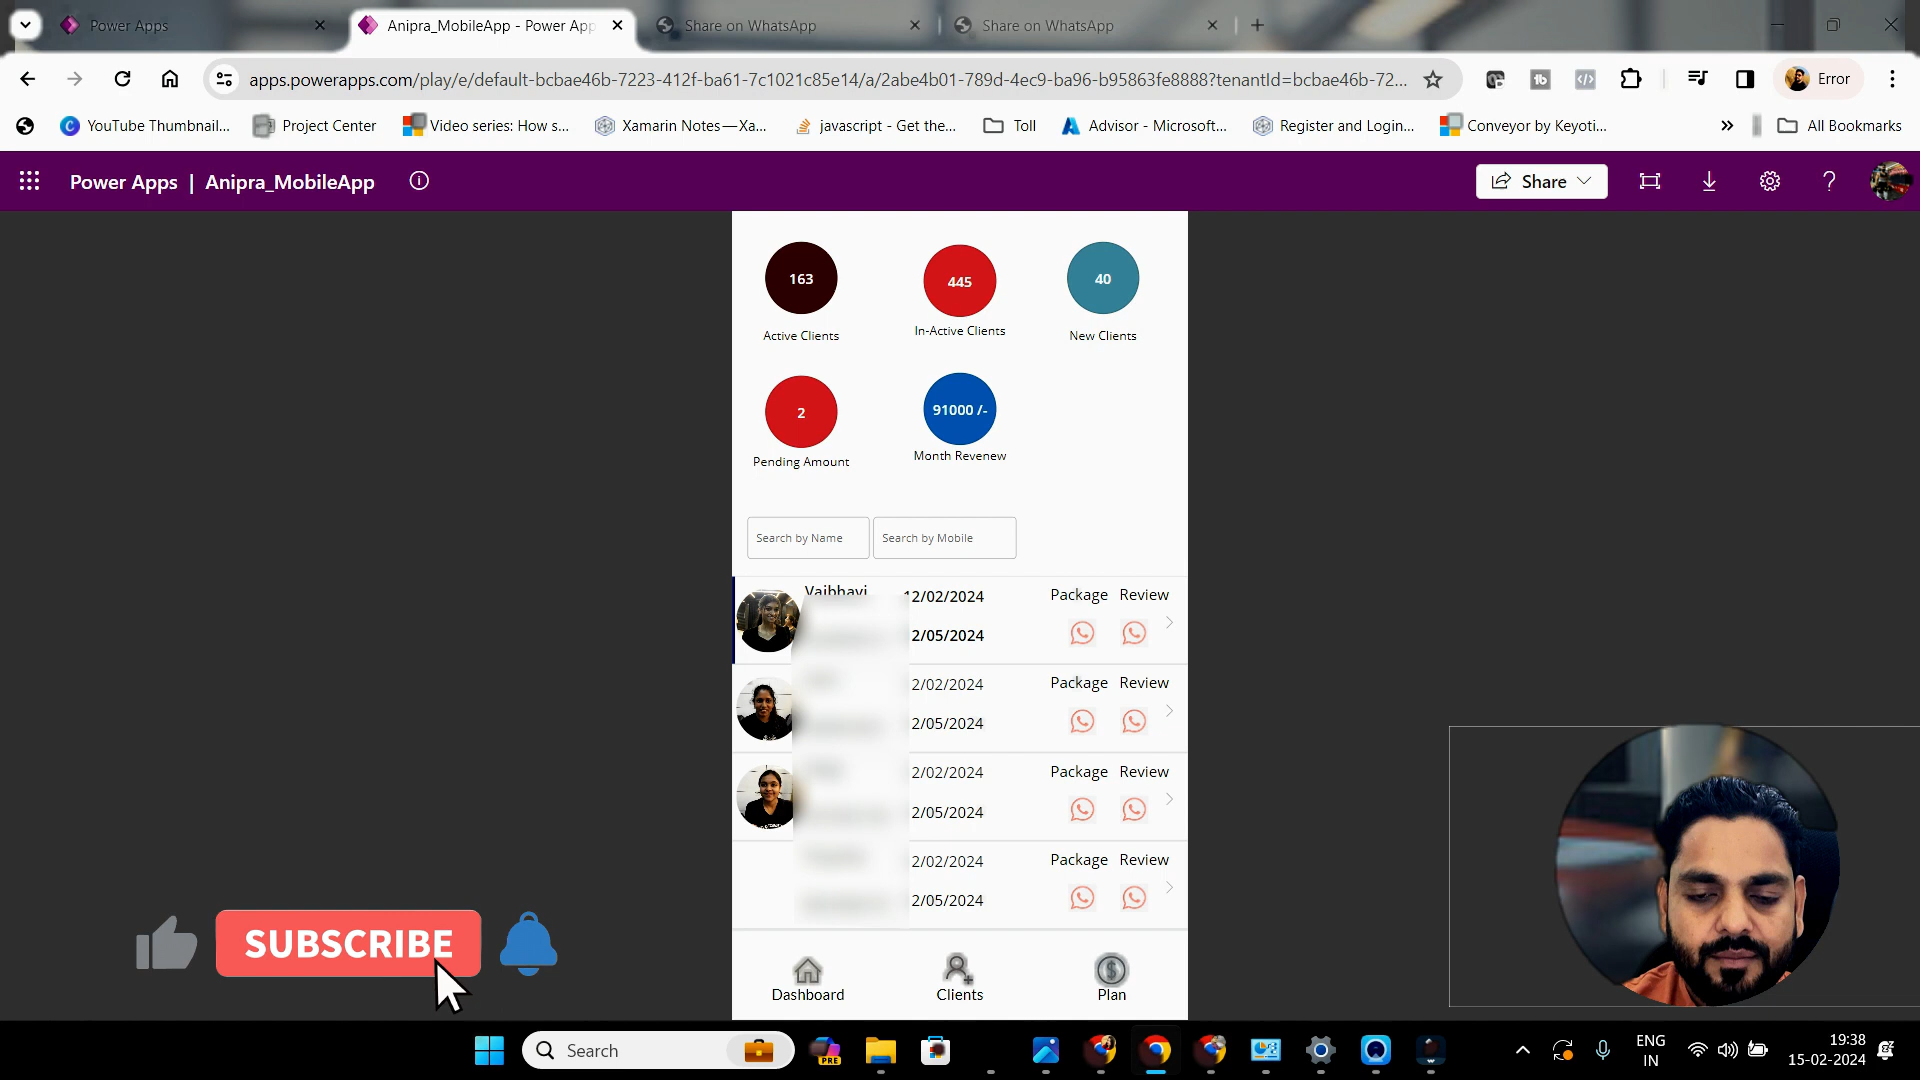 Power Apps
Anipra_MobileApp - Power App
Share on WhatsApp
Share on WhatsApp
apps.powerapps.com/play/e/default-bcbae46b-7223-412f-ba61-7c1021c85e14/a/2abe4b01-789d-4ec9-ba96-b95863fe8888?tenantId=bcbae46b-72...
Error
YouTube Thumbnail...
Project Center
Video series: How s...
Xamarin Notes—Xa...
javascript - Get the...
Toll
Advisor - Microsoft...
Register and Login...
Conveyor by Keyoti...
All Bookmarks
Power Apps | Anipra_MobileApp
Share
163
445
40
Active Clients
In-Active Clients
New Clients
2
91000 /-
Pending Amount
Month Revenew
Search by Name
Search by Mobile
Vaibhavi
12/02/2024
Package Review
2/05/2024
2/02/2024
Package Review
2/05/2024
2/02/2024
Package Review
2/05/2024
2/02/2024
Package Review
2/05/2024
SUBSCRIBE
Dashboard
Clients
Plan
Search
PRE
ENG
IN
19:38
15-02-2024